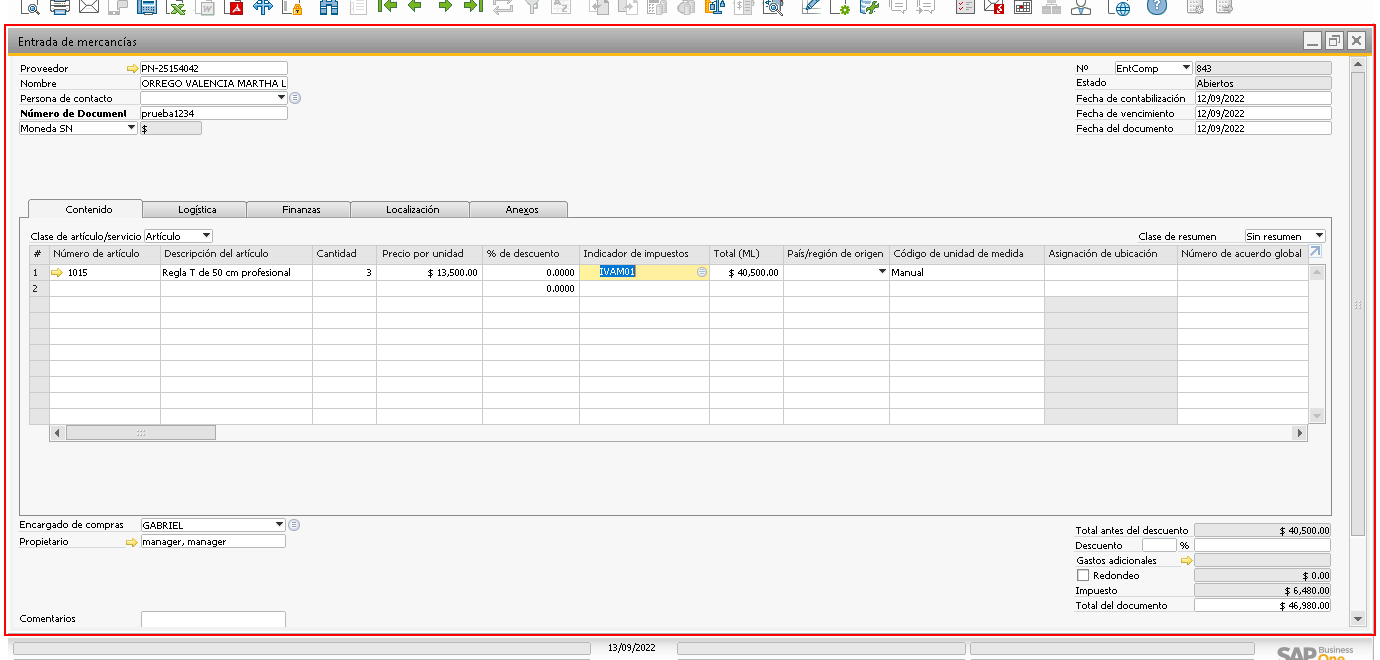 Entrada de mercancías
Proveedor PN-25154042 Nº EntComp 843
Nombre ORREGO VALENCIA MARTHA L Estado Abiertos
Persona de contacto Fecha de contabilización 12/09/2022
Número de Document prueba1234 Fecha de vencimiento 12/09/2022
Moneda SN $ Fecha del documento 12/09/2022
Contenido Logística Finanzas Localización Anexos
Clase de artículo/servicio Artículo Clase de resumen Sin resumen
# Número de artículo Descripción del artículo Cantidad Precio por unidad % de descuento Indicador de impuestos Total (ML) País/región de origen Código de unidad de medida Asignación de ubicación Número de acuerdo global
1 1015 Regla T de 50 cm profesional 3 $ 13,500.00 0.0000 IVAM01 $ 40,500.00 Manual
2 0.0000
Encargado de compras GABRIEL
Propietario manager, manager
Total antes del descuento $ 40,500.00
Descuento %
Gastos adicionales
Redondeo $ 0.00
Impuesto $ 6,480.00
Total del documento $ 46,980.00
Comentarios
13/09/2022
SAP Business One